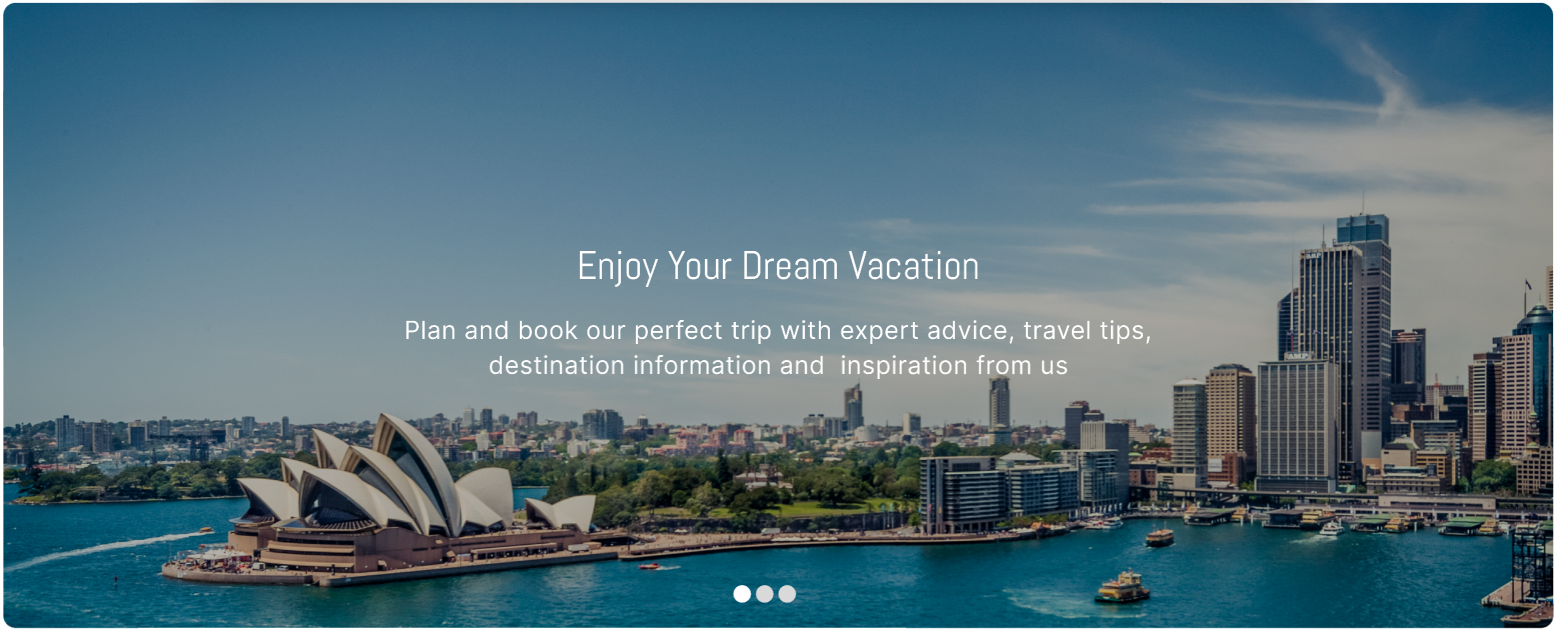 Enjoy Your Dream Vacation
Plan and book our perfect trip with expert advice, travel tips,
destination information and  inspiration from us
AMP